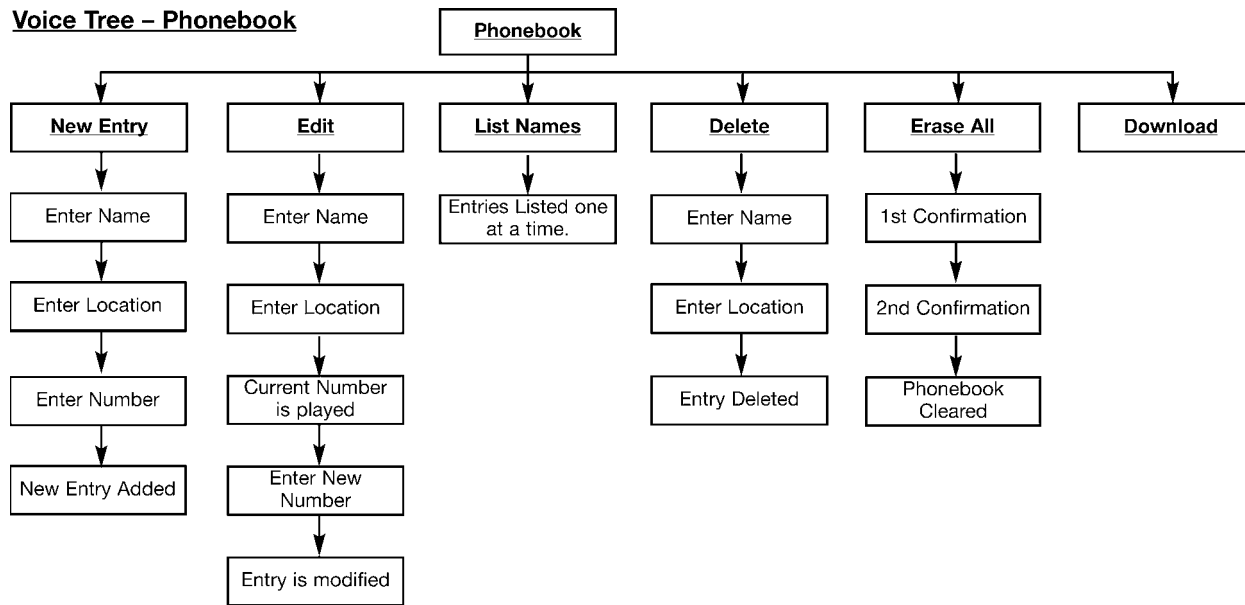 Voice Tree – Phonebook
Phonebook
New Entry
Edit
List Names
Delete
Erase All
Download
Enter Name
Enter Name
Entries Listed one
at a time.
Enter Name
1st Confirmation
Enter Location
Enter Location
Enter Location
2nd Confirmation
Enter Number
Current Number
is played
Entry Deleted
Phonebook
Cleared
New Entry Added
Enter New
Number
Entry is modified